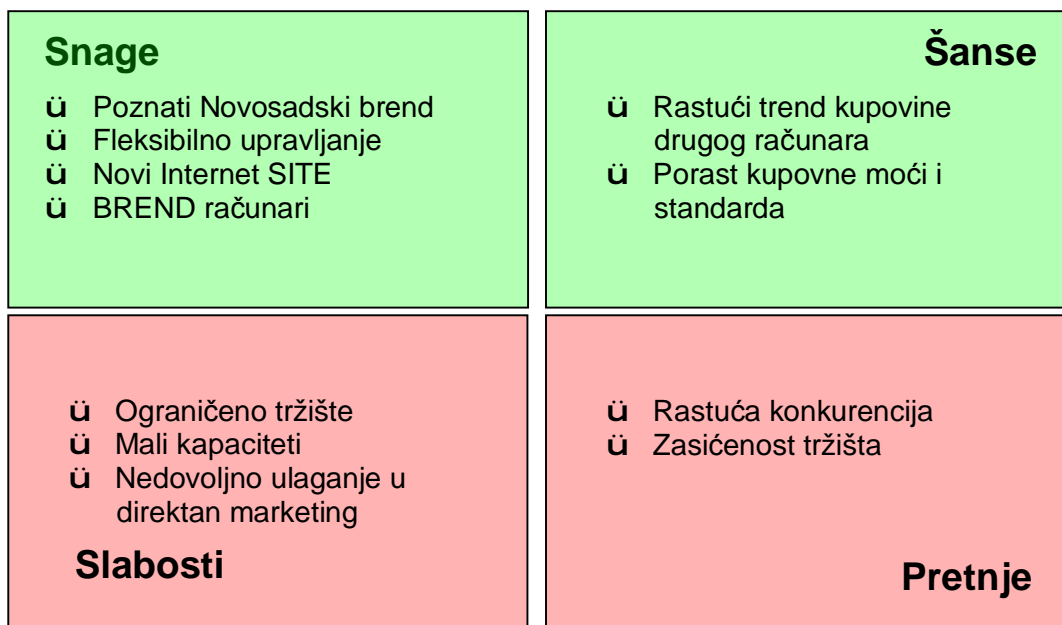 Snage
ü Poznati Novosadski brend
ü Fleksibilno upravljanje
ü Novi Internet SITE
ü BREND računari
Šanse
ü Rastući trend kupovine
drugog računara
ü Porast kupovne moći i
standarda
ü Ograničeno tržište
ü Mali kapaciteti
ü Nedovoljno ulaganje u
direktan marketing
Slabosti
ü Rastuća konkurencija
ü Zasićenost tržišta
Pretnje